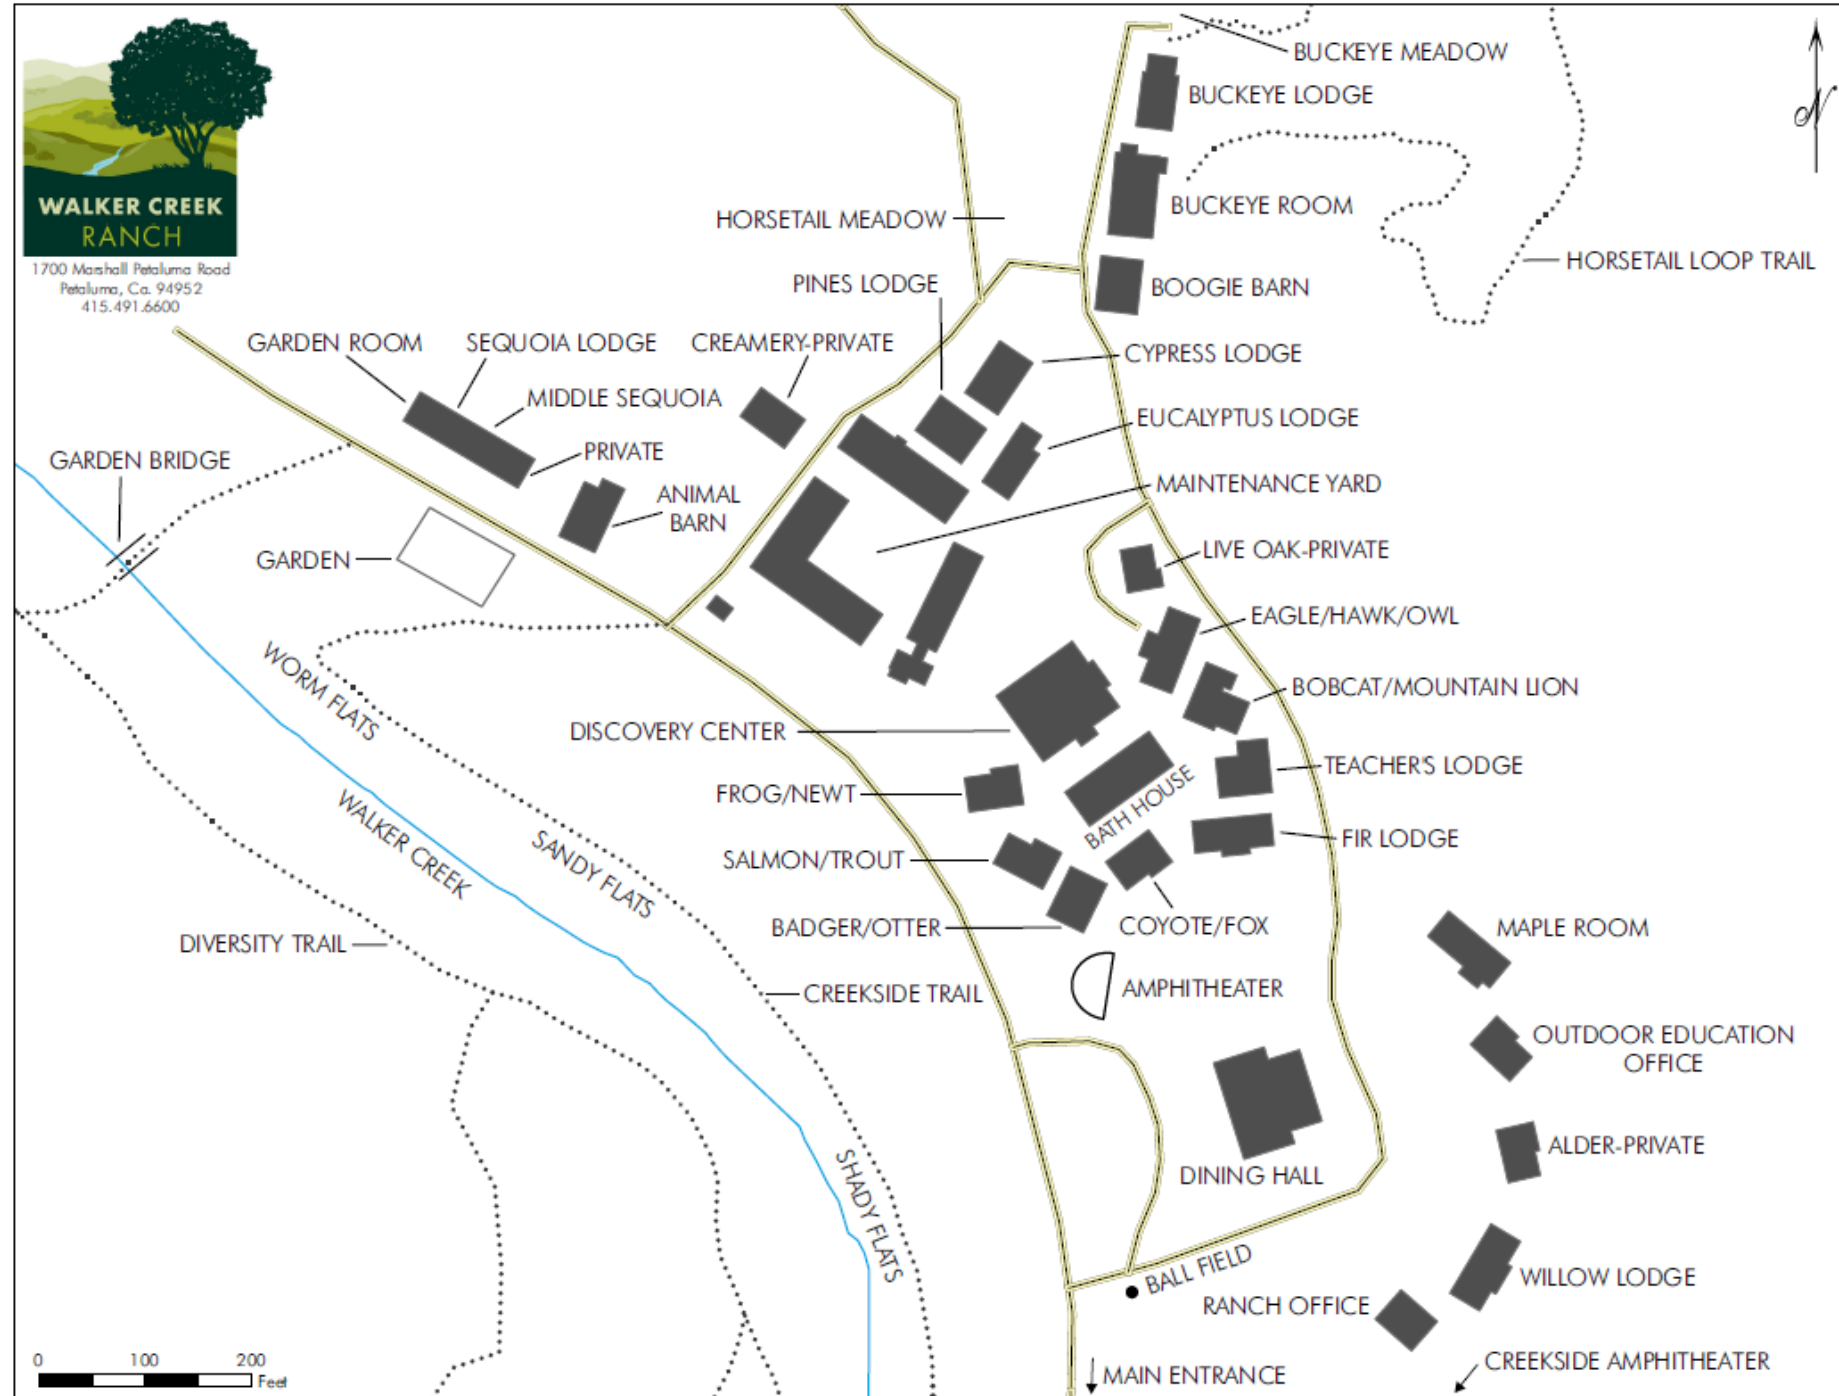 WALKER CREEK
RANCH
1700 Marshall Petaluma Road
Petaluma, Ca. 94952
415.491.6600
BUCKEYE MEADOW
BUCKEYE LODGE
BUCKEYE ROOM
HORSETAIL MEADOW
HORSETAIL LOOP TRAIL
PINES LODGE
BOOGIE BARN
GARDEN ROOM
SEQUOIA LODGE
CREAMERY-PRIVATE
CYPRESS LODGE
MIDDLE SEQUOIA
EUCALYPTUS LODGE
PRIVATE
GARDEN BRIDGE
MAINTENANCE YARD
ANIMAL
BARN
GARDEN
LIVE OAK-PRIVATE
EAGLE/HAWK/OWL
WORM FLATS
BOBCAT/MOUNTAIN LION
DISCOVERY CENTER
TEACHER'S LODGE
FROG/NEWT
BATH HOUSE
WALKER CREEK
SANDY FLATS
FIR LODGE
SALMON/TROUT
BADGER/OTTER
COYOTE/FOX
MAPLE ROOM
DIVERSITY TRAIL
CREEKSIDE TRAIL
AMPHITHEATER
OUTDOOR EDUCATION
OFFICE
ALDER-PRIVATE
DINING HALL
SHADY FLATS
BALL FIELD
WILLOW LODGE
RANCH OFFICE
MAIN ENTRANCE
CREEKSIDE AMPHITHEATER
0 100 200
Feet
N